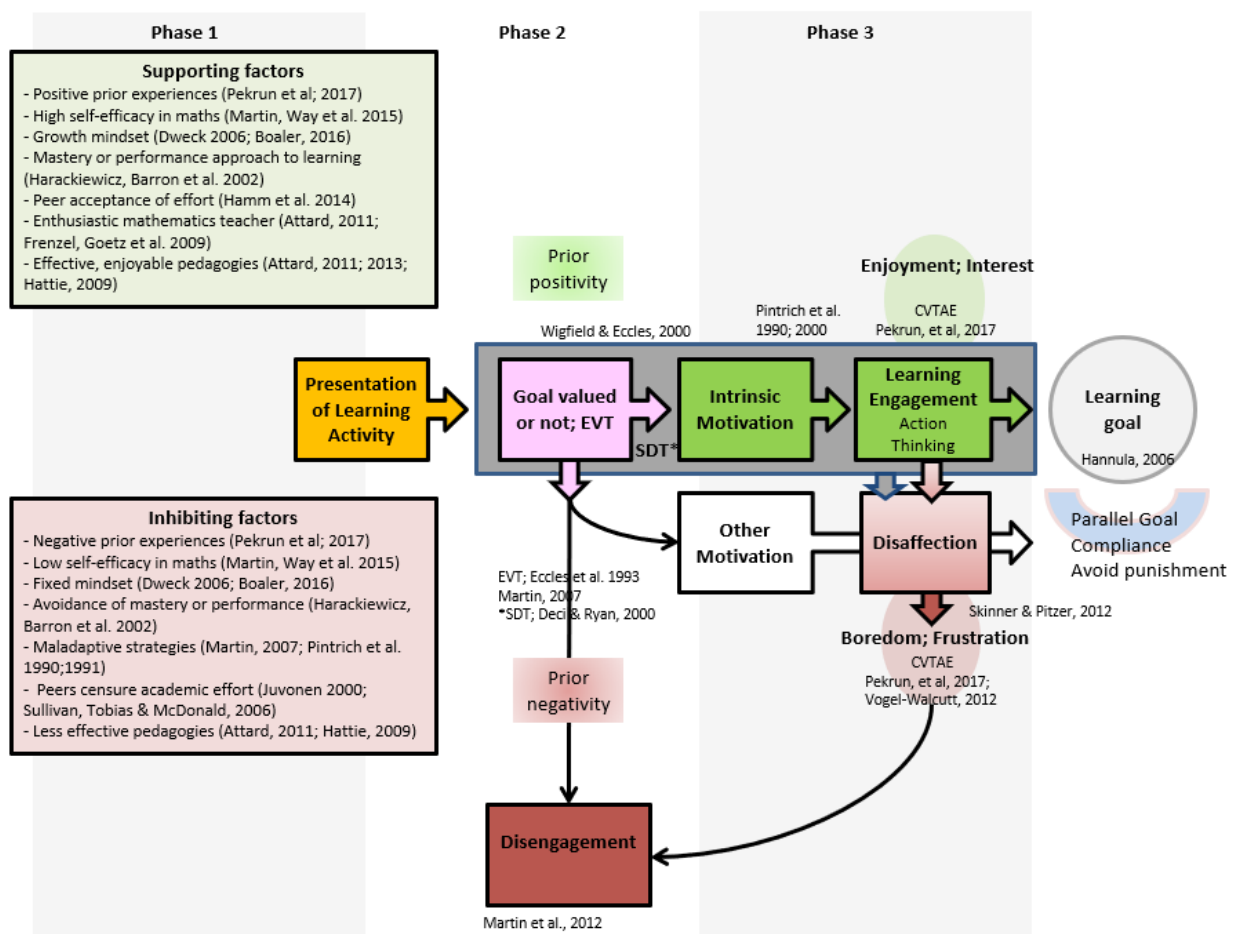 Phase 1
Phase 2
Phase 3
Supporting factors
- Positive prior experiences (Pekrun et al; 2017)
- High self-efficacy in maths (Martin, Way et al. 2015)
- Growth mindset (Dweck 2006; Boaler, 2016)
- Mastery or performance approach to learning
(Harackiewicz, Barron et al. 2002)
- Peer acceptance of effort (Hamm et al. 2014)
- Enthusiastic mathematics teacher (Attard, 2011;
Frenzel, Goetz et al. 2009)
- Effective, enjoyable pedagogies (Attard, 2011; 2013;
Hattie, 2009)
Prior
positivity
Wigfield & Eccles, 2000
Pintrich et al.
1990; 2000
Enjoyment; Interest
CVTAE
Pekrun, et al, 2017
Presentation
of Learning
Activity
Goal valued
or not; EVT
SDT*
Intrinsic
Motivation
Learning
Engagement
Action
Thinking
Learning
goal
Hannula, 2006
Inhibiting factors
- Negative prior experiences (Pekrun et al; 2017)
- Low self-efficacy in maths (Martin, Way et al. 2015)
- Fixed mindset (Dweck 2006; Boaler, 2016)
- Avoidance of mastery or performance (Harackiewicz,
Barron et al. 2002)
- Maladaptive strategies (Martin, 2007; Pintrich et al.
1990;1991)
- Peers censure academic effort (Juvonen 2000;
Sullivan, Tobias & McDonald, 2006)
- Less effective pedagogies (Attard, 2011; Hattie, 2009)
Other
Motivation
Disaffection
Parallel Goal
Compliance
Avoid punishment
EVT; Eccles et al. 1993
Martin, 2007
*SDT; Deci & Ryan, 2000
Skinner & Pitzer, 2012
Boredom; Frustration
CVTAE
Pekrun, et al, 2017;
Vogel-Walcutt, 2012
Prior
negativity
Disengagement
Martin et al., 2012